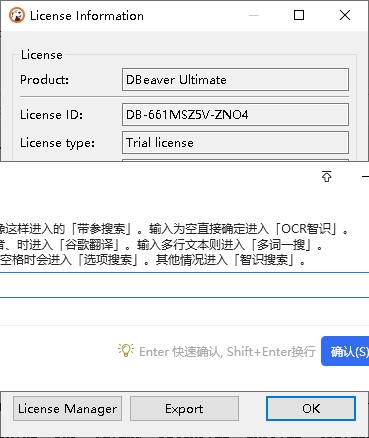 License Information
License
Product:
DBeaver Ultimate
License ID:
DB-661MSZ5V-ZNO4
License type:
Trial license
像这样进入的「带参搜索」。输入为空直接确定进入「OCR智识」。
者、时进入「谷歌翻译」。输入多行文本则进入「多词一搜」。
空格时会进入「选项搜索」。其他情况进入「智识搜索」。
Enter 快速确认, Shift+Enter换行
确认(S)
License Manager
Export
OK